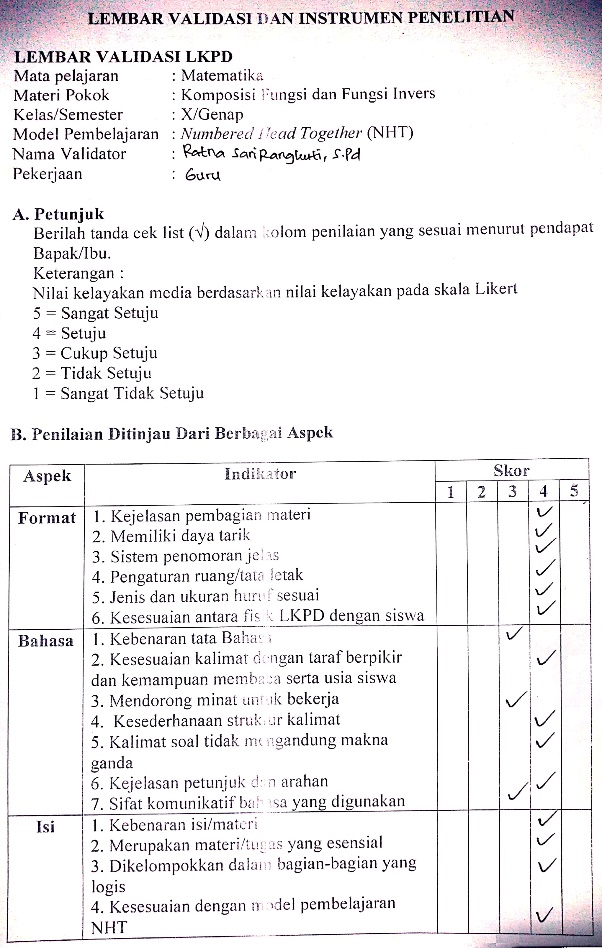 LEMBAR VALIDASI DAN INSTRUMEN PENELITIAN
LEMBAR VALIDASI LKPD
Mata pelajaran : Matematika
Materi Pokok : Komposisi Fungsi dan Fungsi Invers
Kelas/Semester : X/Genap
Model Pembelajaran : Numbered Head Together (NHT)
Nama Validator : Ratna Sari Rangkuti, S.Pd
Pekerjaan : Guru
A. Petunjuk
Berilah tanda cek list (√) dalam kolom penilaian yang sesuai menurut pendapat
Bapak/Ibu.
Keterangan :
Nilai kelayakan media berdasarkan nilai kelayakan pada skala Likert
5 = Sangat Setuju
4 = Setuju
3 = Cukup Setuju
2 = Tidak Setuju
1 = Sangat Tidak Setuju
B. Penilaian Ditinjau Dari Berbagai Aspek
Aspek Indikator Skor
1 2 3 4 5
Format 1. Kejelasan pembagian materi ✓
2. Memiliki daya tarik ✓
3. Sistem penomoran jelas ✓
4. Pengaturan ruang/tata letak ✓
5. Jenis dan ukuran huruf sesuai ✓
6. Kesesuaian antara fisik LKPD dengan siswa ✓
Bahasa 1. Kebenaran tata Bahasa ✓
2. Kesesuaian kalimat dengan taraf berpikir ✓
dan kemampuan membaca serta usia siswa
3. Mendorong minat untuk bekerja ✓
4. Kesederhanaan struktur kalimat ✓
5. Kalimat soal tidak mengandung makna ✓
ganda
6. Kejelasan petunjuk dan arahan ✓
7. Sifat komunikatif bahasa yang digunakan ✓
Isi 1. Kebenaran isi/materi ✓
2. Merupakan materi/tugas yang esensial ✓
3. Dikelompokkan dalam bagian-bagian yang ✓
logis
4. Kesesuaian dengan model pembelajaran ✓
NHT